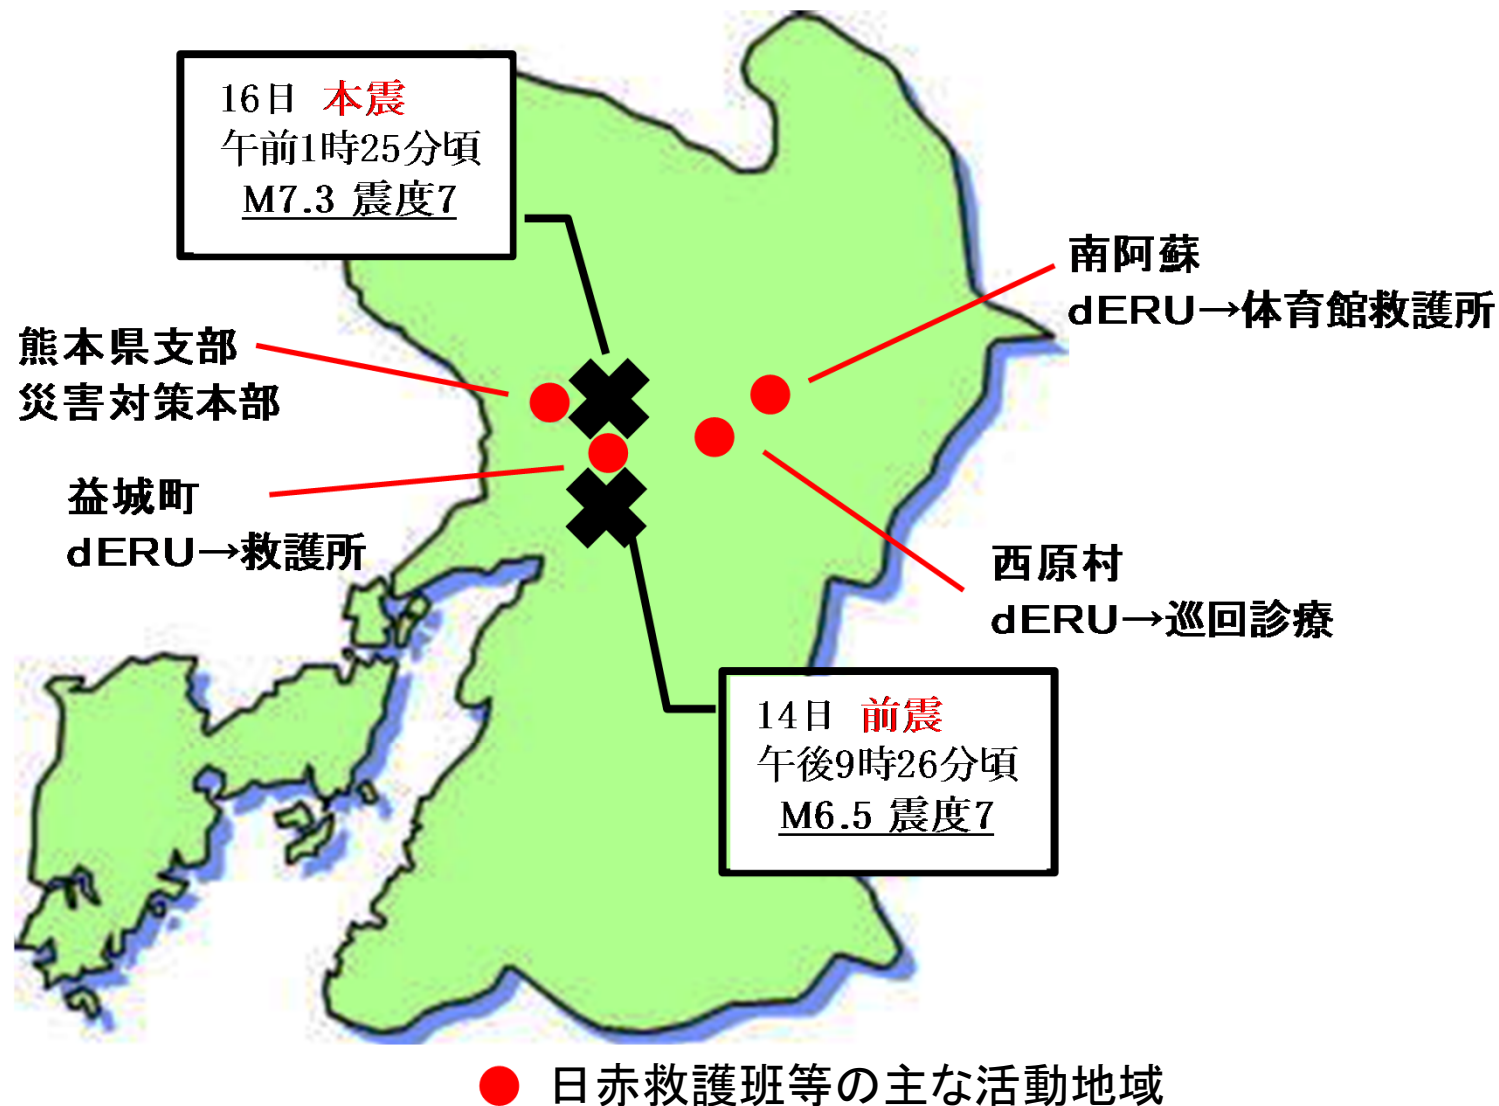 16日 本震
午前1時25分頃
M7.3 震度7
南阿蘇
dERU→体育館救護所
熊本県支部
災害対策本部
益城町
dERU→救護所
西原村
dERU→巡回診療
14日 前震
午後9時26分頃
M6.5 震度7
日赤救護班等の主な活動地域